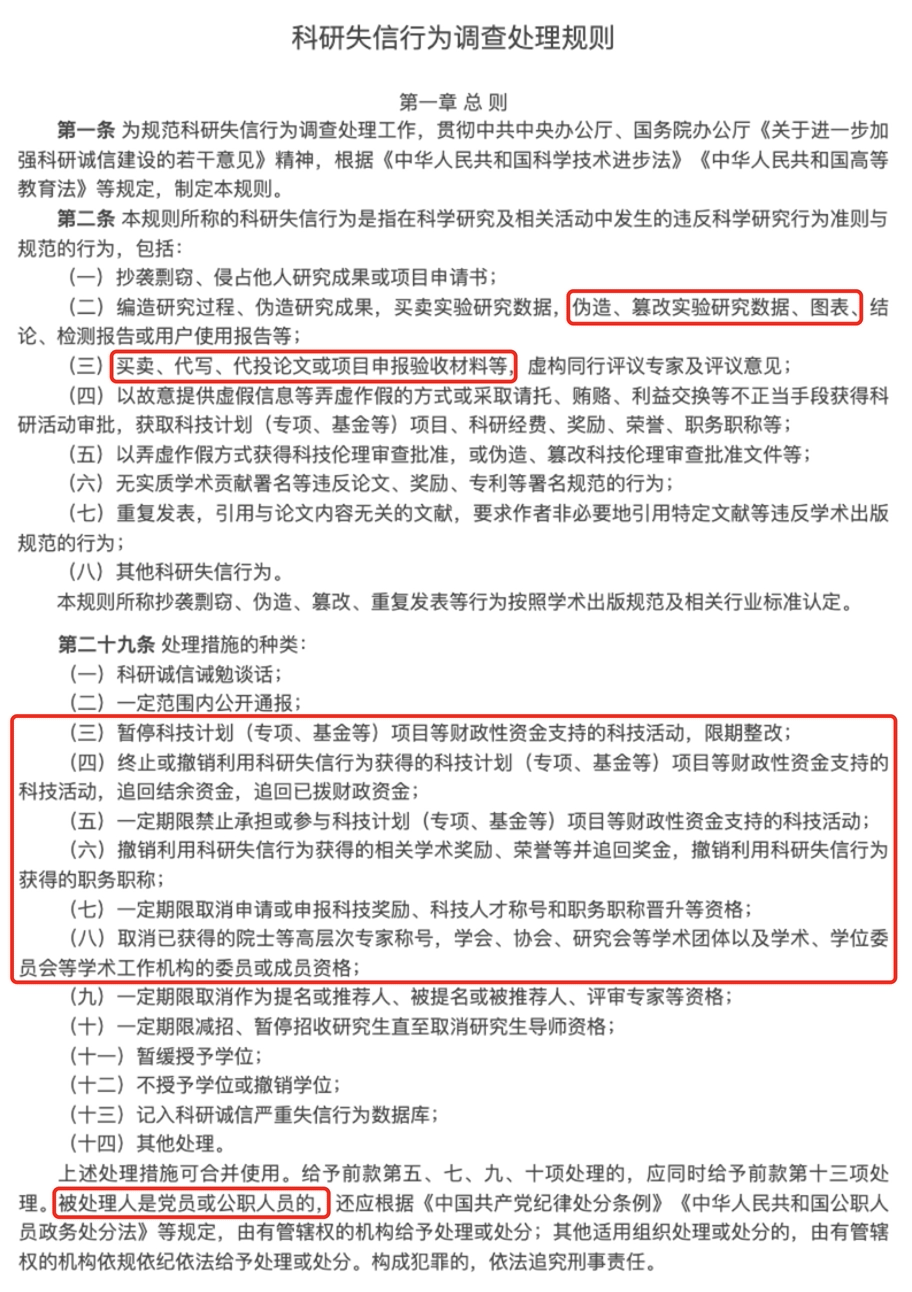 科研失信行为调查处理规则
第一章 总 则
第一条 为规范科研失信行为调查处理工作，贯彻中共中央办公厅、国务院办公厅《关于进一步加
强科研诚信建设的若干意见》精神，根据《中华人民共和国科学技术进步法》《中华人民共和国高等
教育法》等规定，制定本规则。
第二条 本规则所称的科研失信行为是指在科学研究及相关活动中发生的违反科学研究行为准则与
规范的行为，包括：
（一）抄袭剽窃、侵占他人研究成果或项目申请书；
（二）编造研究过程、伪造研究成果，买卖实验研究数据，伪造、篡改实验研究数据、图表、结
论、检测报告或用户使用报告等；
（三）买卖、代写、代投论文或项目申报验收材料等，虚构同行评议专家及评议意见；
（四）以故意提供虚假信息等弄虚作假的方式或采取请托、贿赂、利益交换等不正当手段获得科
研活动审批，获取科技计划（专项、基金等）项目、科研经费、奖励、荣誉、职务职称等；
（五）以弄虚作假方式获得科技伦理审查批准，或伪造、篡改科技伦理审查批准文件等；
（六）无实质学术贡献署名等违反论文、奖励、专利等署名规范的行为；
（七）重复发表，引用与论文内容无关的文献，要求作者非必要地引用特定文献等违反学术出版
规范的行为；
（八）其他科研失信行为。
本规则所称抄袭剽窃、伪造、篡改、重复发表等行为按照学术出版规范及相关行业标准认定。
第二十九条 处理措施的种类：
（一）科研诚信诫勉谈话；
（二）一定范围内公开通报；
（三）暂停科技计划（专项、基金等）项目等财政性资金支持的科技活动，限期整改；
（四）终止或撤销利用科研失信行为获得的科技计划（专项、基金等）项目等财政性资金支持的
科技活动，追回结余资金，追回已拨财政资金；
（五）一定期限禁止承担或参与科技计划（专项、基金等）项目等财政性资金支持的科技活动；
（六）撤销利用科研失信行为获得的相关学术奖励、荣誉等并追回奖金，撤销利用科研失信行为
获得的职务职称；
（七）一定期限取消申请或申报科技奖励、科技人才称号和职务职称晋升等资格；
（八）取消已获得的院士等高层次专家称号，学会、协会、研究会等学术团体以及学术、学位委
员会等学术工作机构的委员或成员资格；
（九）一定期限取消作为提名或推荐人、被提名或被推荐人、评审专家等资格；
（十）一定期限减招、暂停招收研究生直至取消研究生导师资格；
（十一）暂缓授予学位；
（十二）不授予学位或撤销学位；
（十三）记入科研诚信严重失信行为数据库；
（十四）其他处理。
上述处理措施可合并使用。给予前款第五、七、九、十项处理的，应同时给予前款第十三项处
理。被处理人是党员或公职人员的，还应根据《中国共产党纪律处分条例》《中华人民共和国公职人
员政务处分法》等规定，由有管辖权的机构给予处理或处分；其他适用组织处理或处分的，由有管辖
权的机构依规依纪依法给予处理或处分。构成犯罪的，依法追究刑事责任。